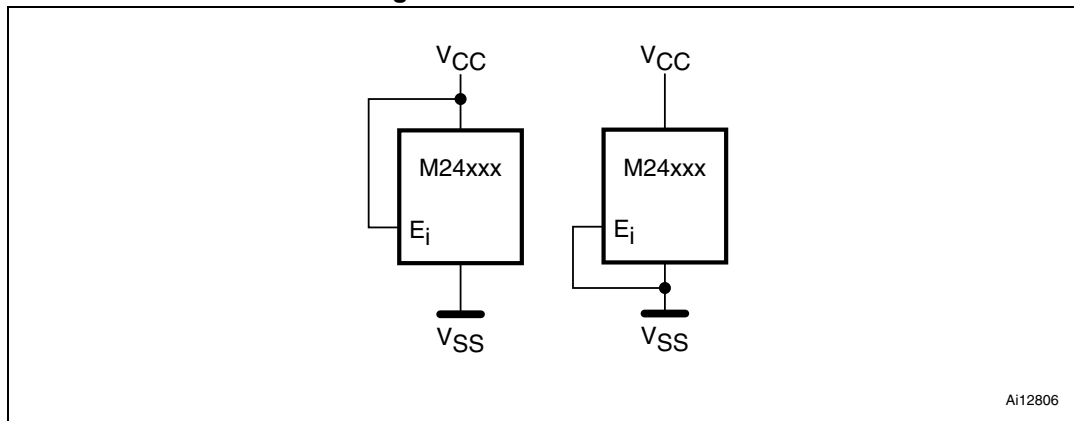 VCC VCC
M24xxx M24xxx
Ei Ei
VSS VSS
Ai12806